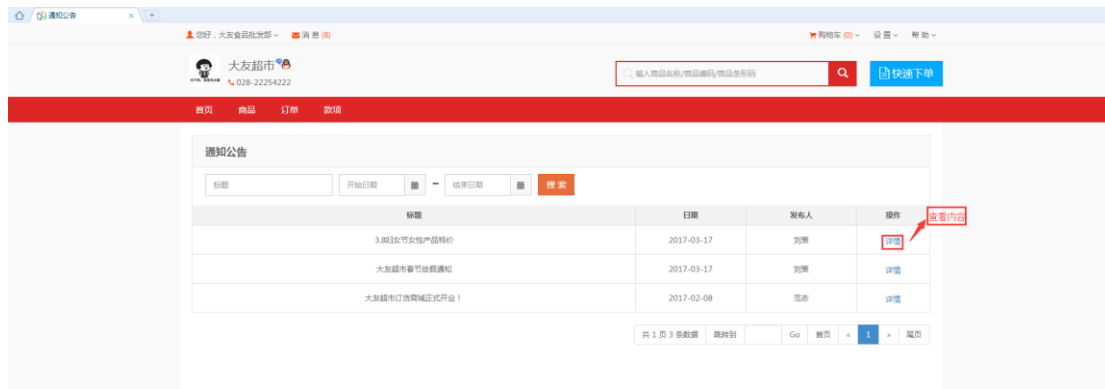 通知公告
您好，大友食品批发部 消 息 (8) 购物车 (0) 设 置 帮 助
大友超市
028-22254222
输入商品名称/商品编码/商品条形码 快速下单
首页 商品 订单 款项
通知公告
标题 开始日期 - 结束日期 搜 索
标题 日期 发布人 操作
查看内容
3.8妇女节女性产品特价 2017-03-17 刘策 详情
大友超市春节放假通知 2017-03-17 刘策 详情
大友超市订货商城正式开业！ 2017-02-08 范志 详情
共 1 页 3 条数据 跳转到 Go 首页 « 1 » 尾页